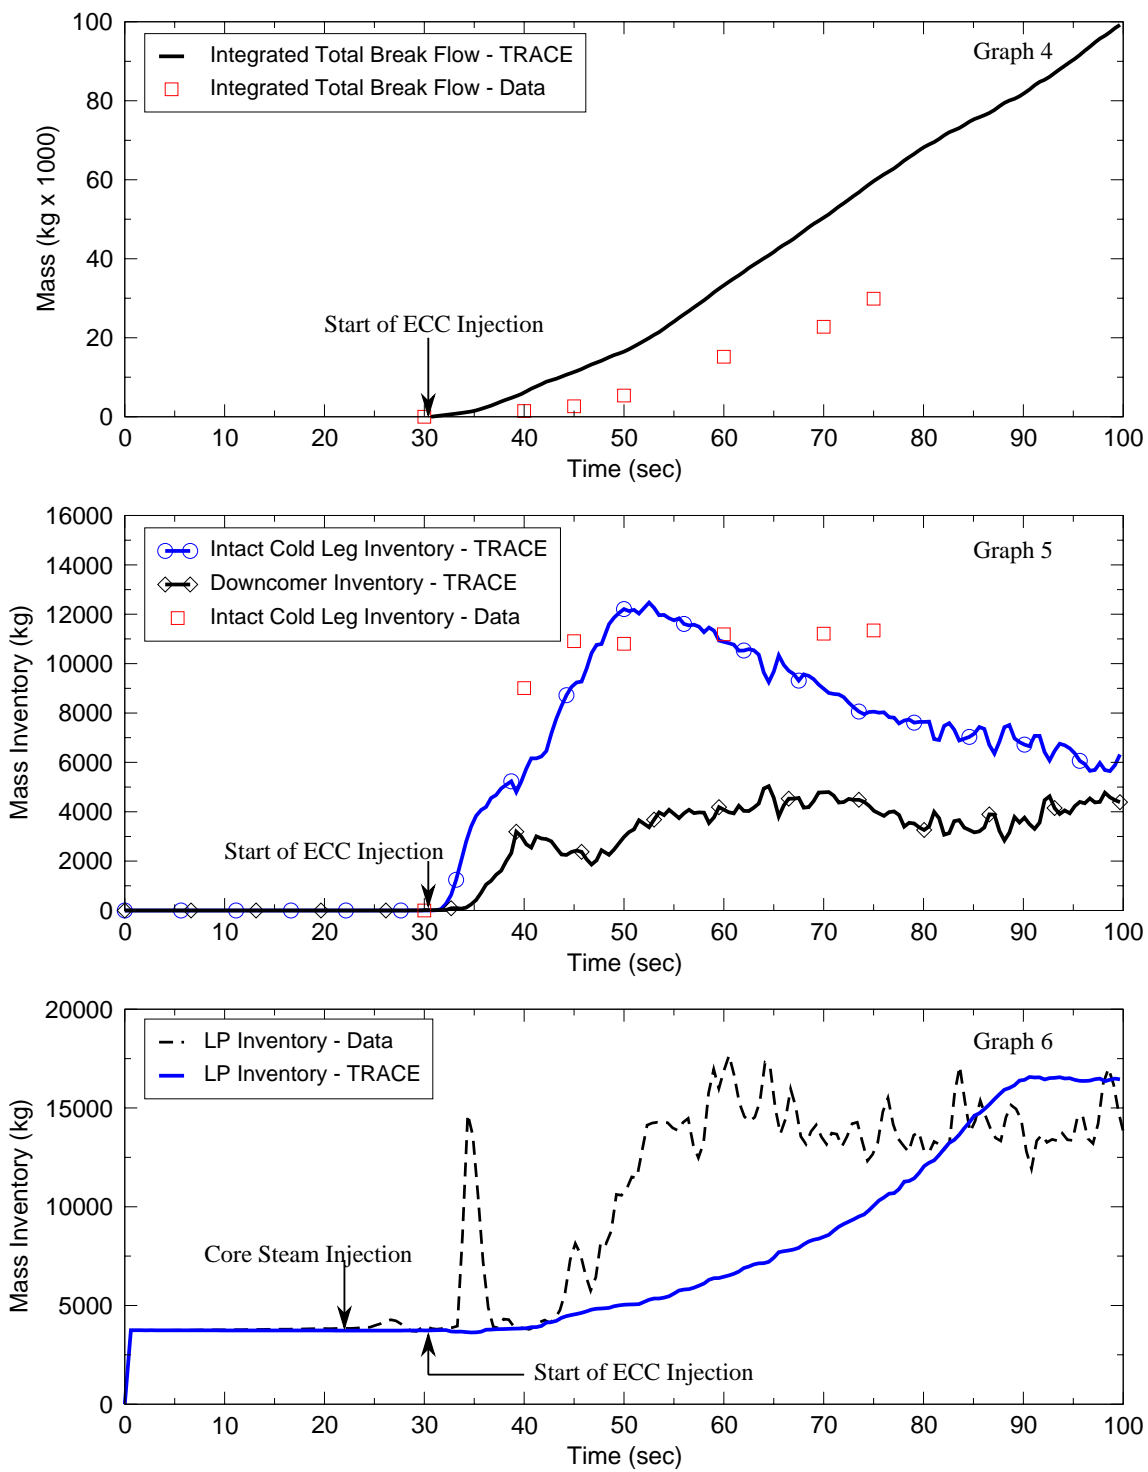 100
80
60
40
20
0
Mass (kg x 1000)
Integrated Total Break Flow - TRACE
Integrated Total Break Flow - Data
Graph 4
Start of ECC Injection
0 10 20 30 40 50 60 70 80 90 100
Time (sec)
16000
14000
12000
10000
8000
6000
4000
2000
0
Mass Inventory (kg)
Intact Cold Leg Inventory - TRACE
Downcomer Inventory - TRACE
Intact Cold Leg Inventory - Data
Graph 5
Start of ECC Injection
0 10 20 30 40 50 60 70 80 90 100
Time (sec)
20000
15000
10000
5000
0
Mass Inventory (kg)
LP Inventory - Data
LP Inventory - TRACE
Graph 6
Core Steam Injection
Start of ECC Injection
0 10 20 30 40 50 60 70 80 90 100
Time (sec)